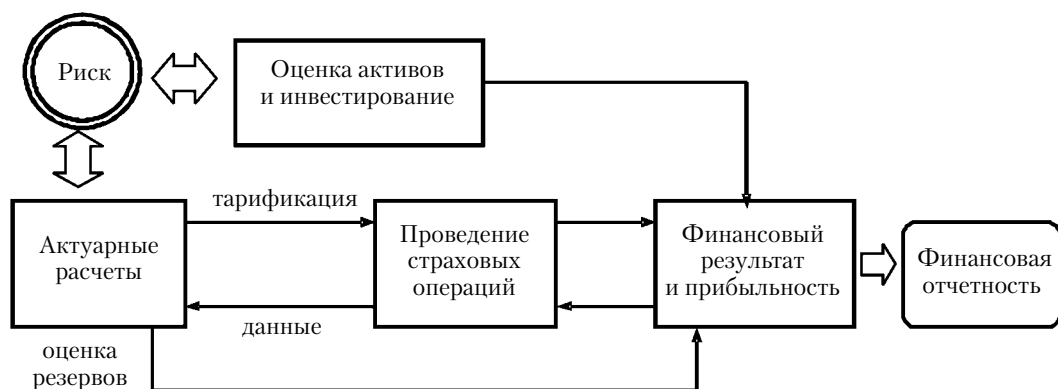 Риск
Оценка активов
и инвестирование
тарификация
Актуарные
расчеты
Проведение
страховых
операций
Финансовый
результат
и прибыльность
Финансовая
отчетность
данные
оценка
резервов